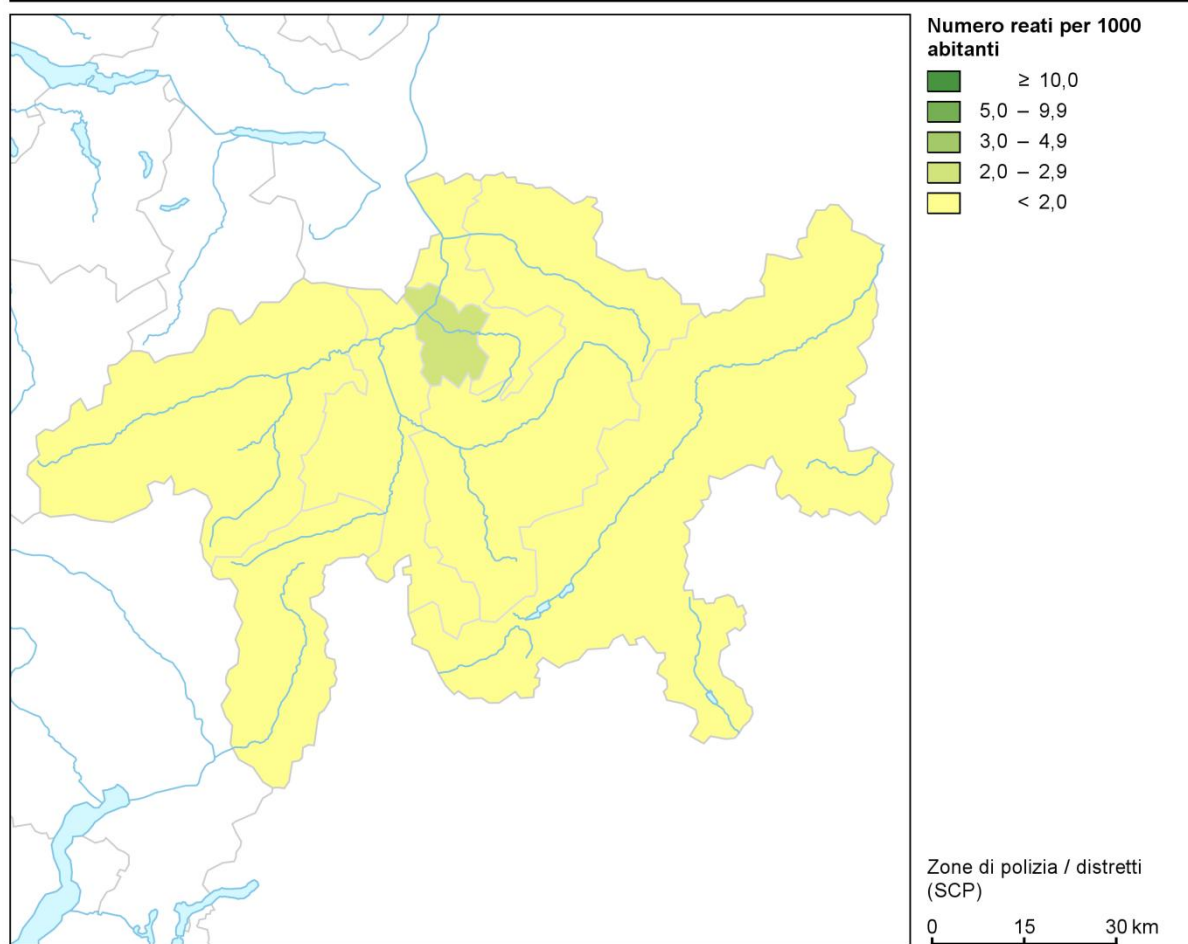 Numero reati per 1000
abitanti
≥ 10,0
5,0 – 9,9
3,0 – 4,9
2,0 – 2,9
< 2,0
Zone di polizia / distretti
(SCP)
0 15 30 km